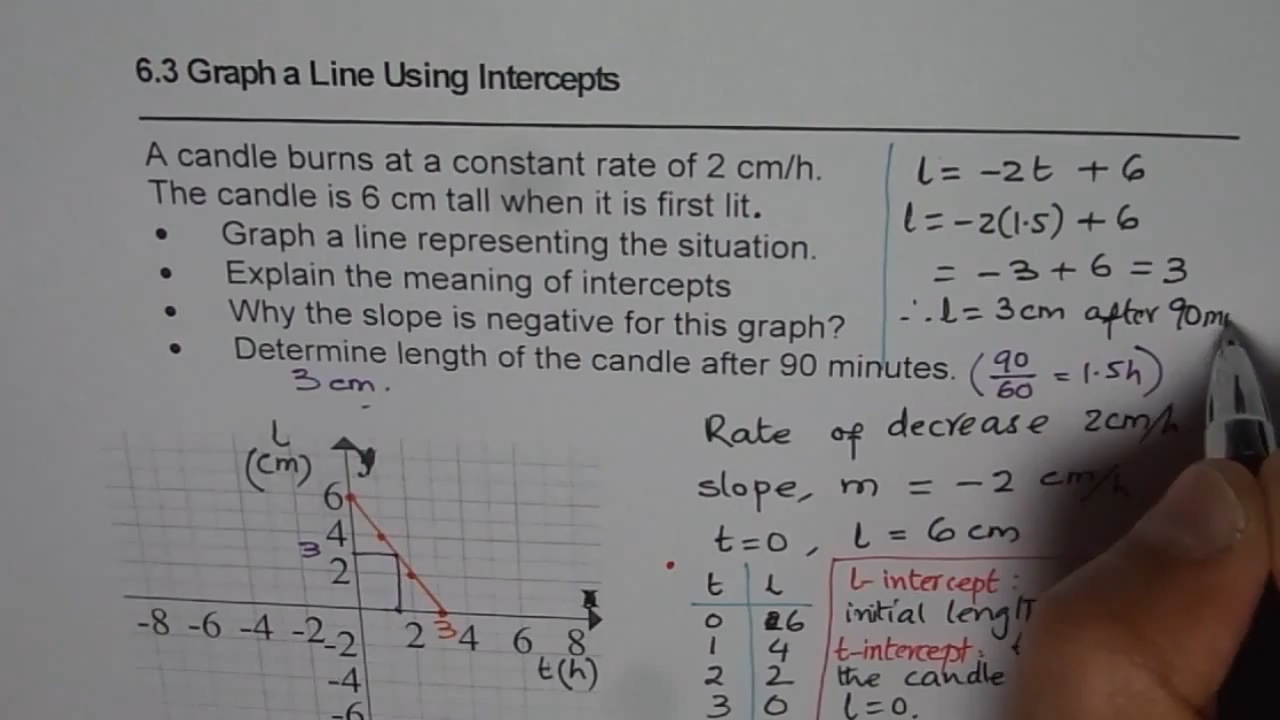 6.3 Graph a Line Using Intercepts
A candle burns at a constant rate of 2 cm/h.
The candle is 6 cm tall when it is first lit.
• Graph a line representing the situation.
• Explain the meaning of intercepts
• Why the slope is negative for this graph?
• Determine length of the candle after 90 minutes. (90/60 = 1.5h)
3 cm.
l = -2t + 6
l = -2(1.5) + 6
= -3 + 6 = 3
∴ l = 3cm after 90m
Rate of decrease 2cm/h
slope, m = -2 cm/h
t=0, l = 6cm
t l
0 6
1 4
2 2
3 0
l-intercept:
initial lengt
t-intercept:
the candle
l=0.
L
(cm)
y
6
4
3
2
-8 -6 -4 -2 2 3 4 6 8
-2
t(h)
-4
-6